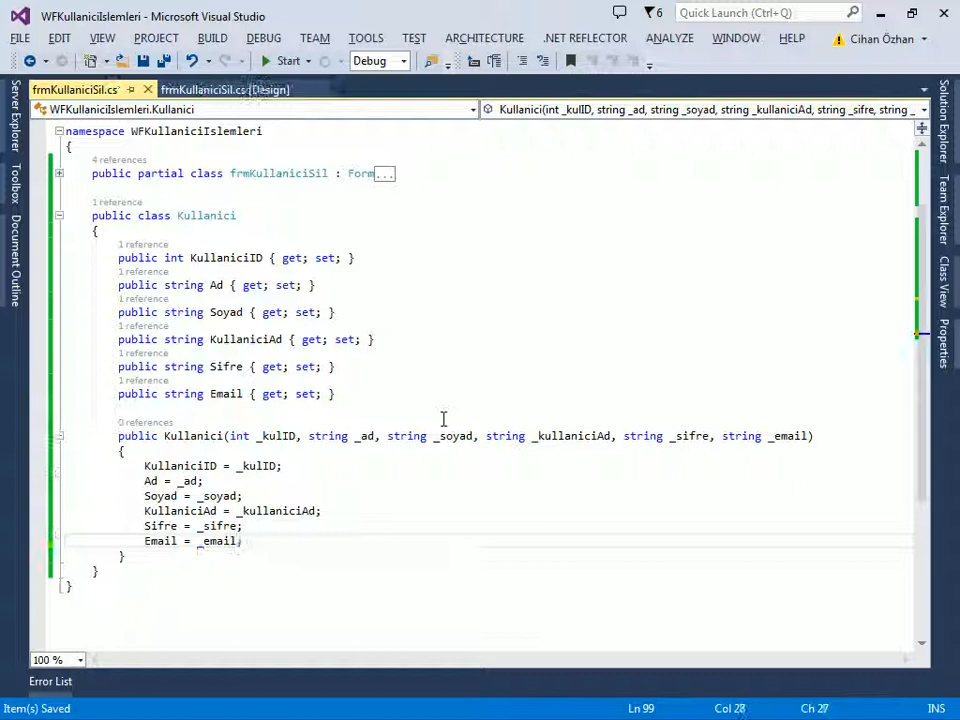 WFKullaniciIslemleri - Microsoft Visual Studio
6
Quick Launch (Ctrl+Q)
FILE EDIT VIEW PROJECT BUILD DEBUG TEAM TOOLS TEST ARCHITECTURE .NET REFLECTOR ANALYZE WINDOW HELP Cihan Özhan
Start Debug
frmKullaniciSil.cs* frmKullaniciSil.cs [Design]
WFKullaniciIslemleri.Kullanici Kullanici(int _kulID, string _ad, string _soyad, string _kullaniciAd, string _sifre, string _
Server Explorer
Toolbox
Document Outline
namespace WFKullaniciIslemleri
{
4 references
public partial class frmKullaniciSil : Form...
1 reference
public class Kullanici
{
1 reference
public int KullaniciID { get; set; }
1 reference
public string Ad { get; set; }
1 reference
public string Soyad { get; set; }
1 reference
public string KullaniciAd { get; set; }
1 reference
public string Sifre { get; set; }
1 reference
public string Email { get; set; }
0 references
public Kullanici(int _kulID, string _ad, string _soyad, string _kullaniciAd, string _sifre, string _email)
{
KullaniciID = _kulID;
Ad = _ad;
Soyad = _soyad;
KullaniciAd = _kullaniciAd;
Sifre = _sifre;
Email = _email;
}
}
}
Solution Explorer
Team Explorer
Class View
Properties
100 %
Error List
Item(s) Saved Ln 99 Col 28 Ch 27 INS